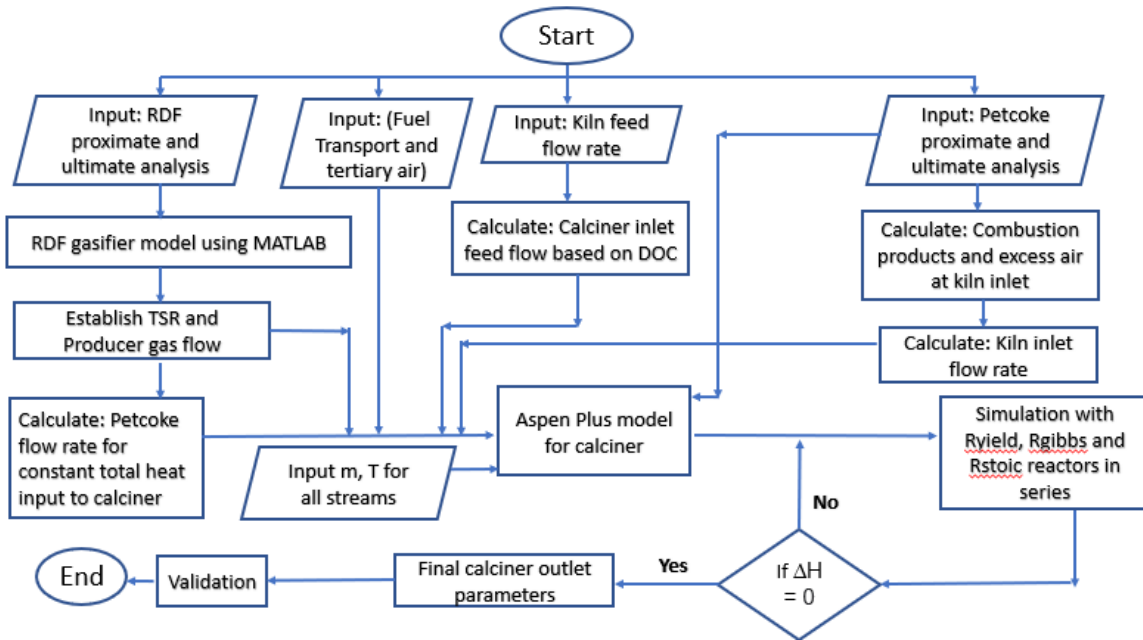 Start
Input: RDF
proximate and
ultimate analysis
Input: (Fuel
Transport and
tertiary air)
Input: Kiln feed
flow rate
Input: Petcoke
proximate and
ultimate analysis
RDF gasifier model using MATLAB
Calculate: Calciner inlet
feed flow based on DOC
Calculate: Combustion
products and excess air
at kiln inlet
Establish TSR and
Producer gas flow
Calculate: Kiln inlet
flow rate
Calculate: Petcoke
flow rate for
constant total heat
input to calciner
Input m, T for
all streams
Aspen Plus model
for calciner
Simulation with
Ryield, Rgibbs and
Rstoic reactors in
series
No
If ΔH
= 0
Yes
Final calciner outlet
parameters
Validation
End